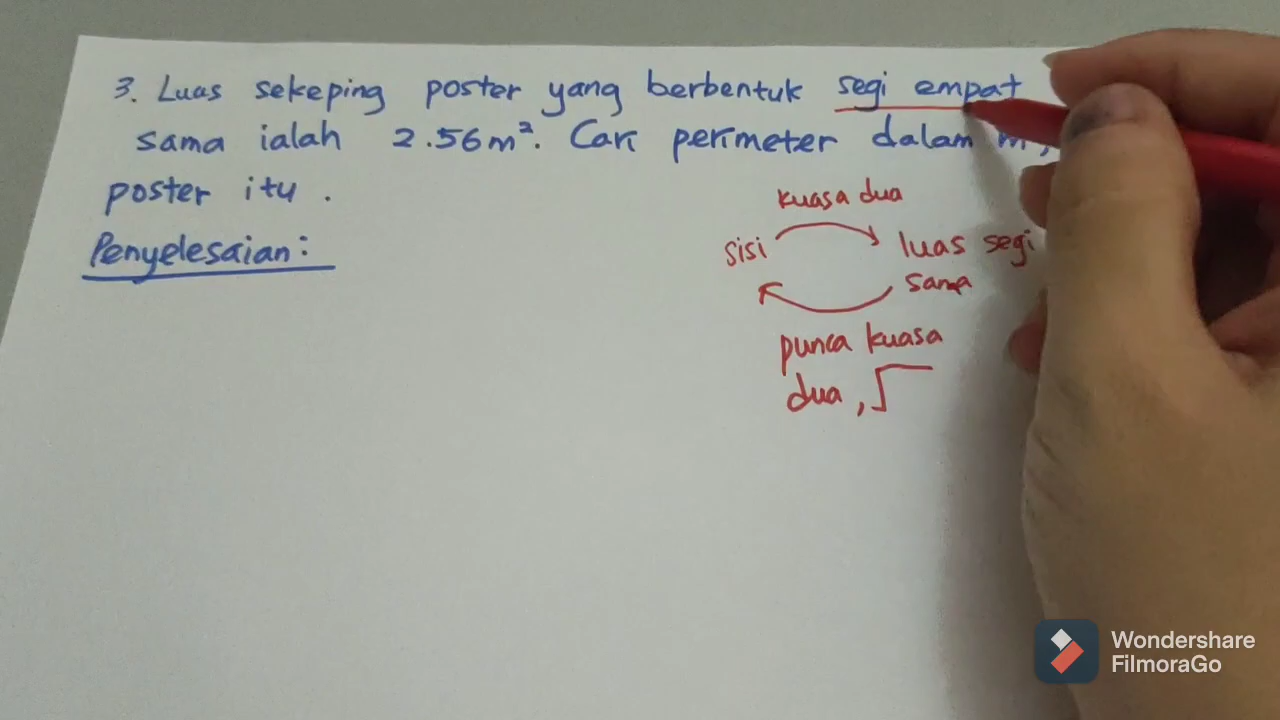 3. Luas sekeping poster yang berbentuk segi empat
sama ialah 2.56m². Cari perimeter dalam m,
poster itu.
Penyelesaian:
kuasa dua
sisi
luas segi
sama
punca kuasa
dua, √
Wondershare
FilmoraGo